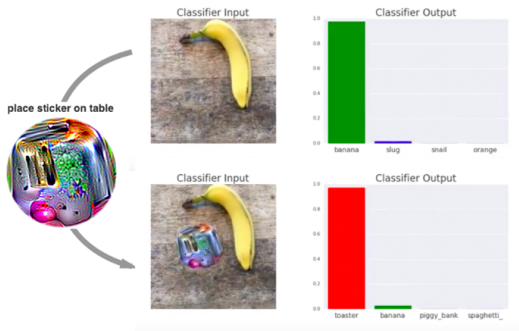 Classifier Input
Classifier Output
1.0
0.8
0.6
0.4
0.2
0.0
banana slug snail orange
place sticker on table
Classifier Input
Classifier Output
1.0
0.8
0.6
0.4
0.2
0.0
toaster banana piggy_bank spaghetti_